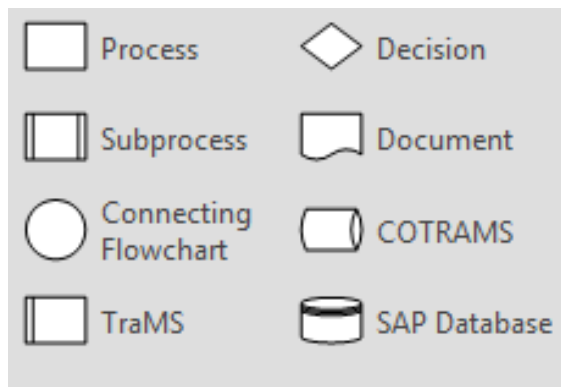 Process
Decision
Subprocess
Document
Connecting
Flowchart
COTRAMS
TraMS
SAP Database